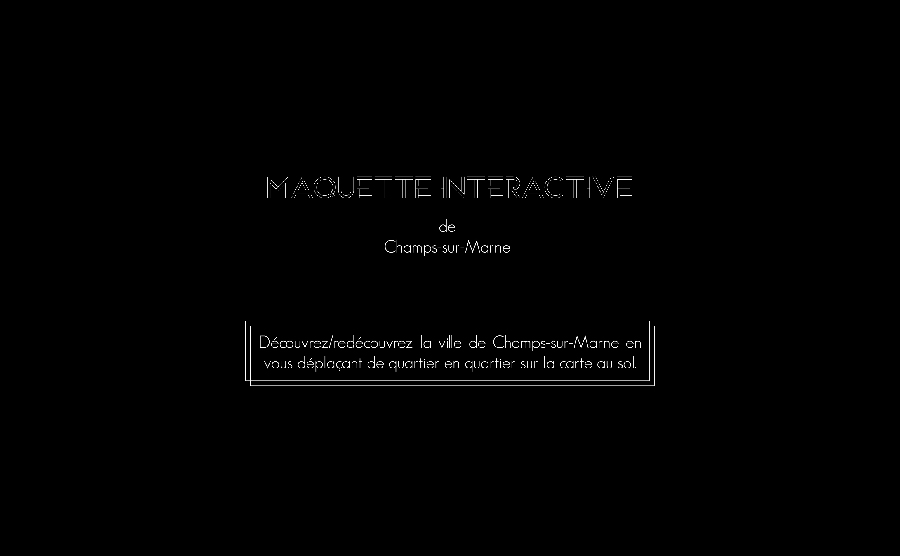 MAQUETTE INTERACTIVE
de
Champs sur Marne
Découvrez/redécouvrez la ville de Champs-sur-Marne en
vous déplaçant de quartier en quartier sur la carte au sol.